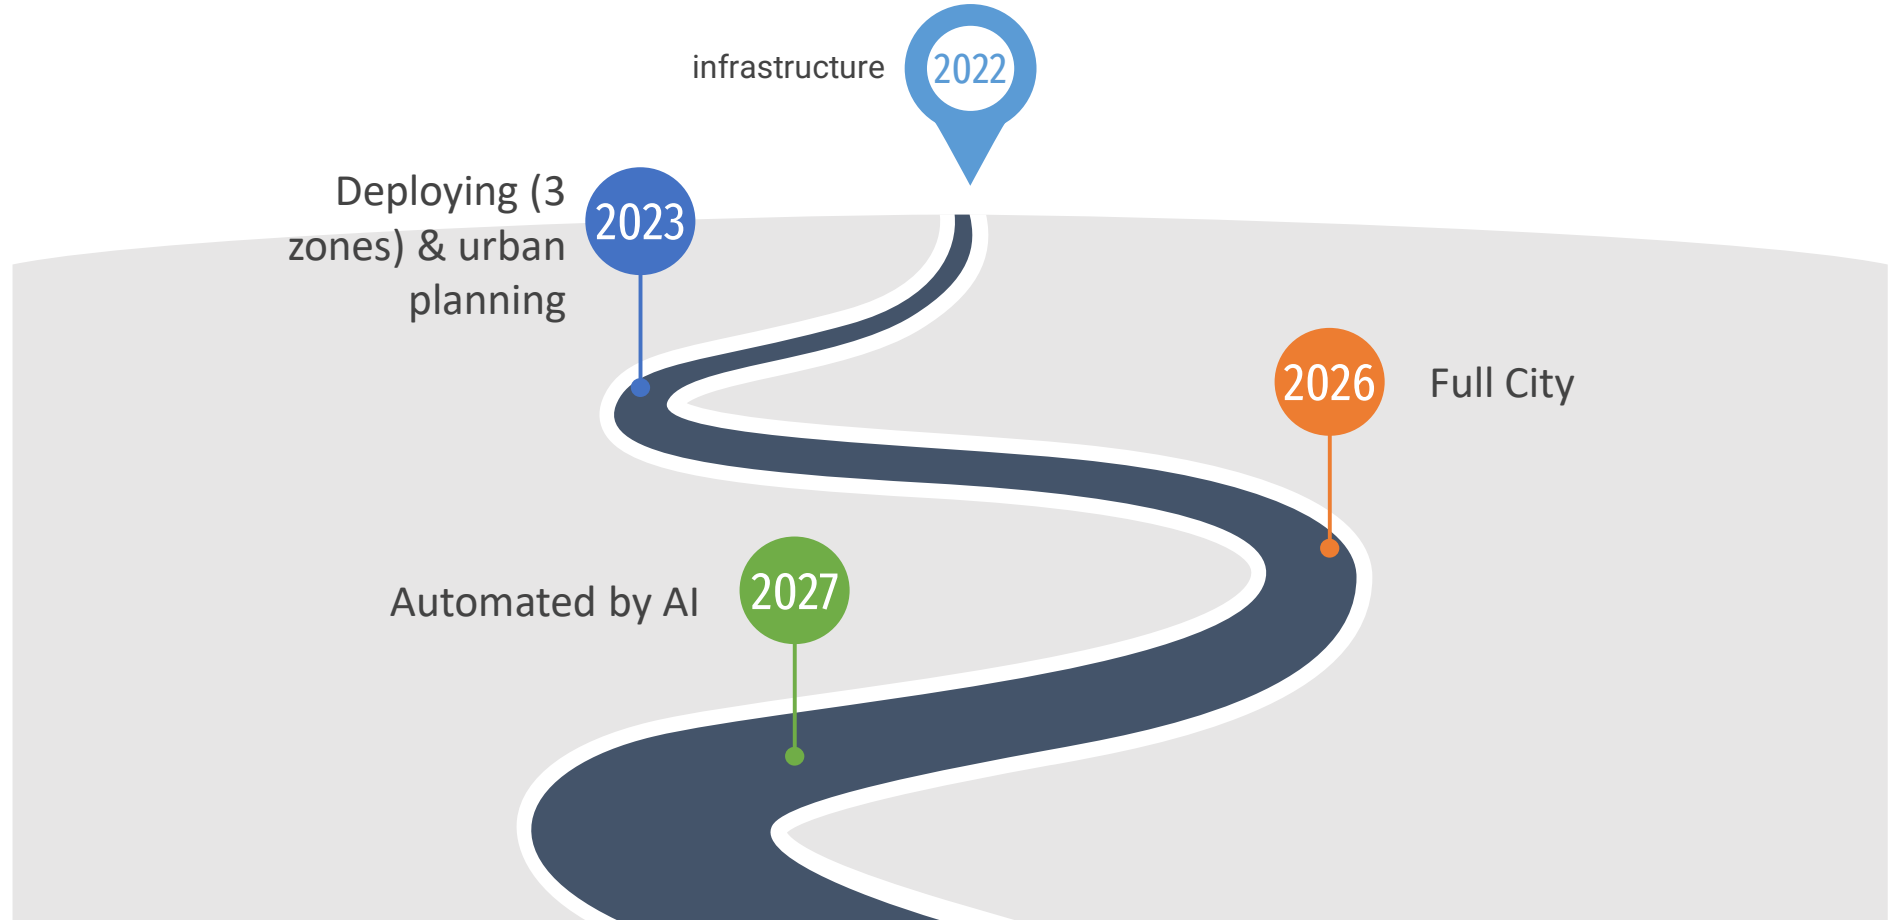 infrastructure
2022
Deploying (3
zones) & urban
planning
2023
2026
Full City
Automated by AI
2027